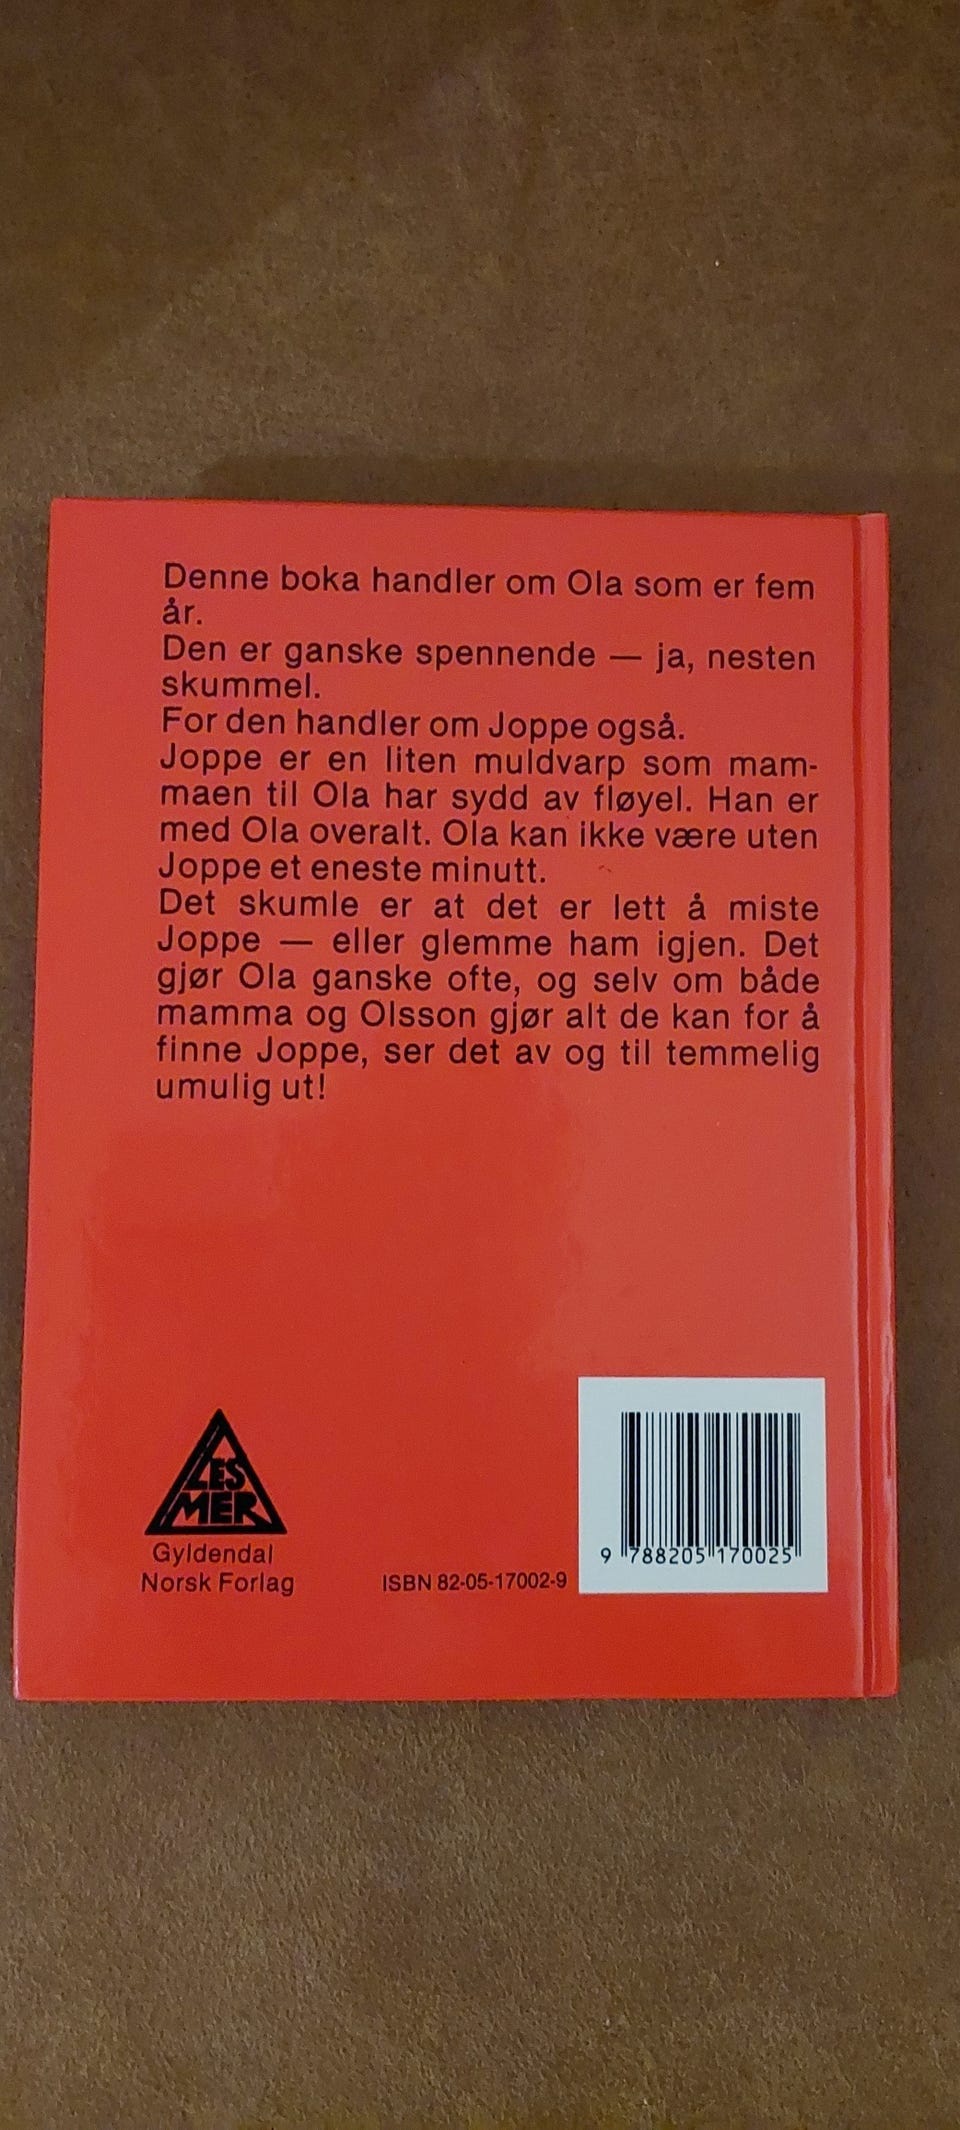 Denne boka handler om Ola som er fem
år.
Den er ganske spennende — ja, nesten
skummel.
For den handler om Joppe også.
Joppe er en liten muldvarp som mam-
maen til Ola har sydd av fløyel. Han er
med Ola overalt. Ola kan ikke være uten
Joppe et eneste minutt.
Det skumle er at det er lett å miste
Joppe — eller glemme ham igjen. Det
gjør Ola ganske ofte, og selv om både
mamma og Olsson gjør alt de kan for å
finne Joppe, ser det av og til temmelig
umulig ut!
LES
MER
Gyldendal
Norsk Forlag
ISBN 82-05-17002-9
9 788205 170025